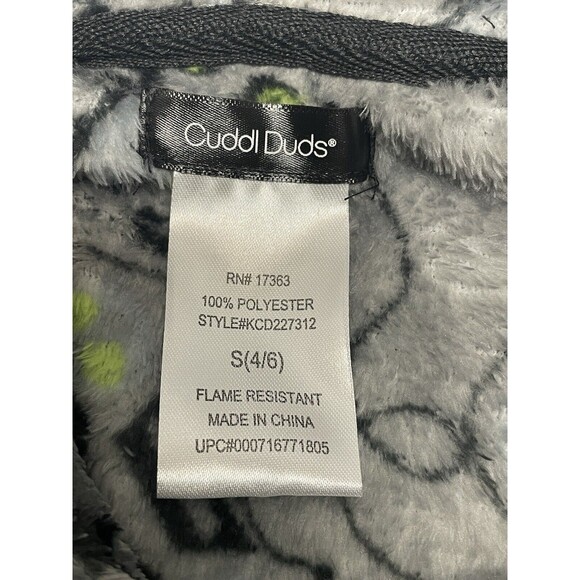 Cuddl Duds®
RN# 17363
100% POLYESTER
STYLE#KCD227312
S(4/6)
FLAME RESISTANT
MADE IN CHINA
UPC#000716771805